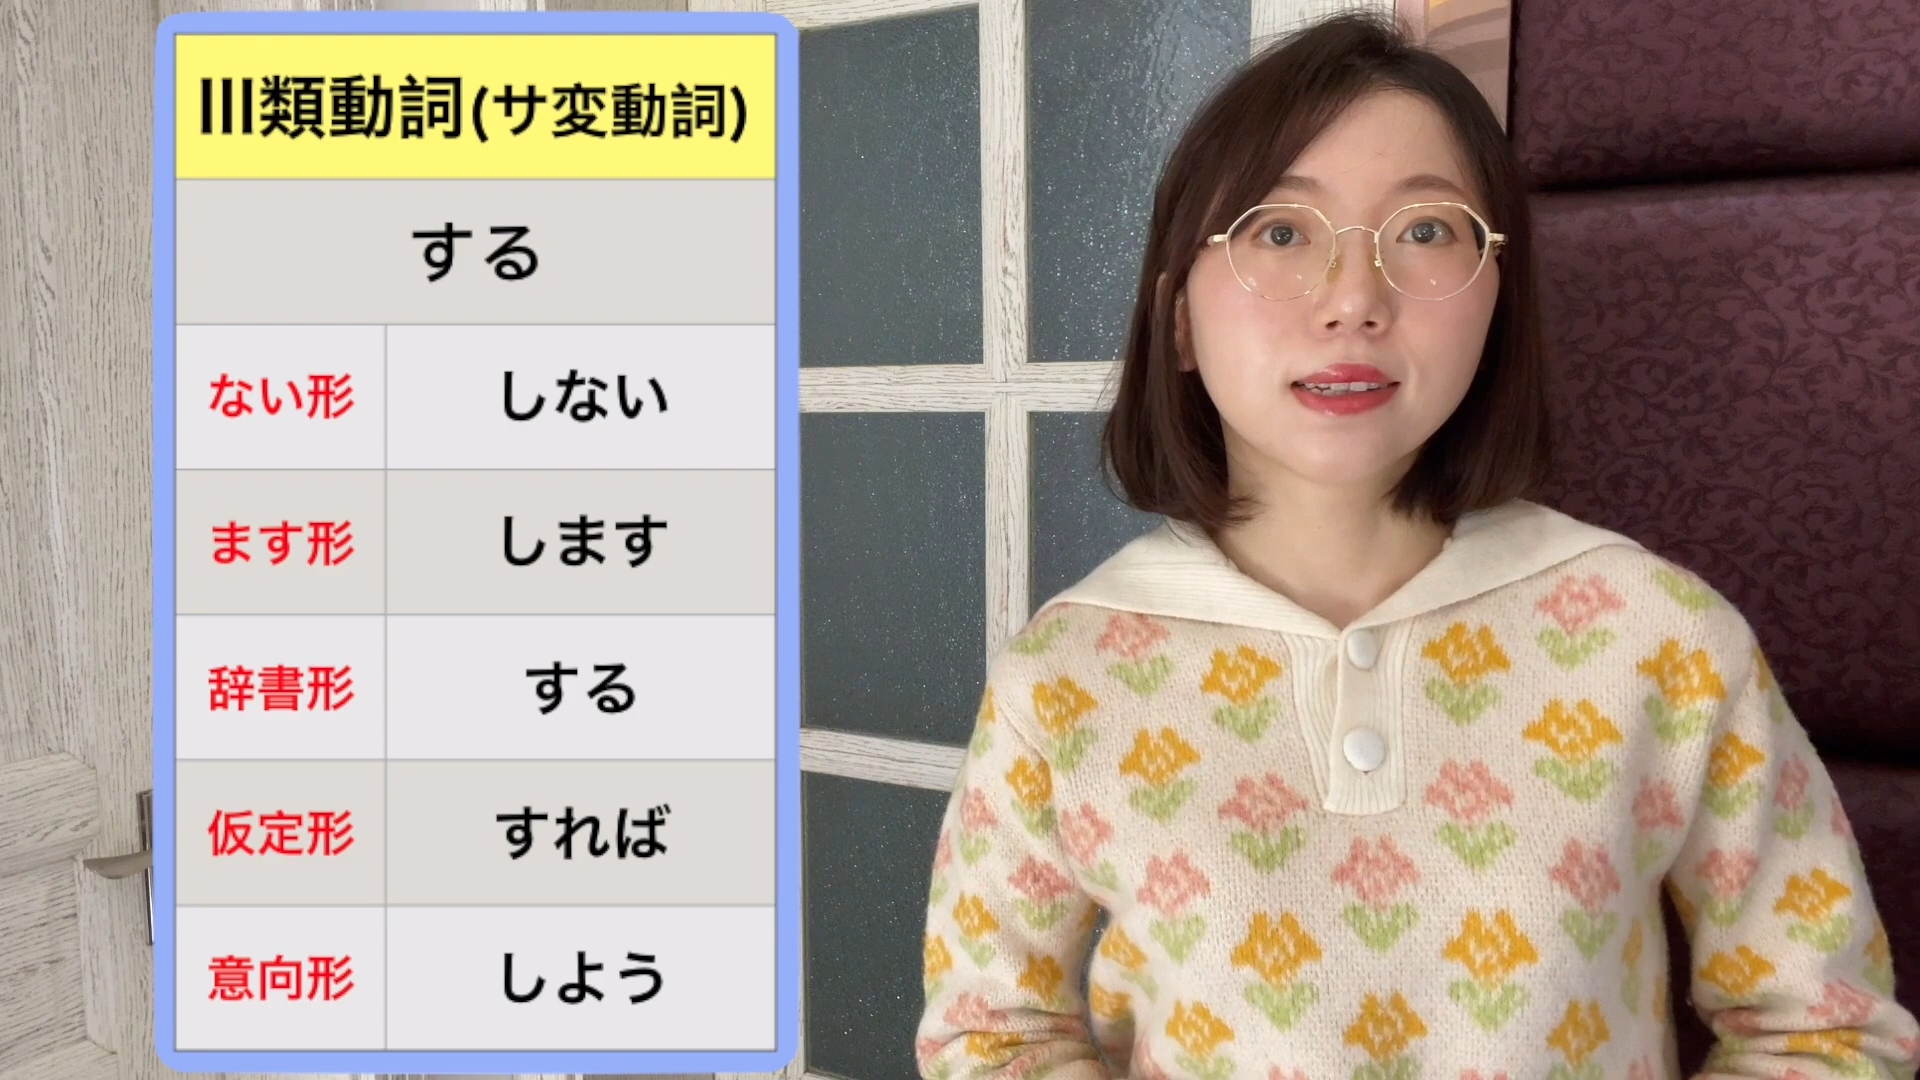 III類動詞(サ変動詞)
する
ない形 しない
ます形 します
辞書形 する
仮定形 すれば
意向形 しよう